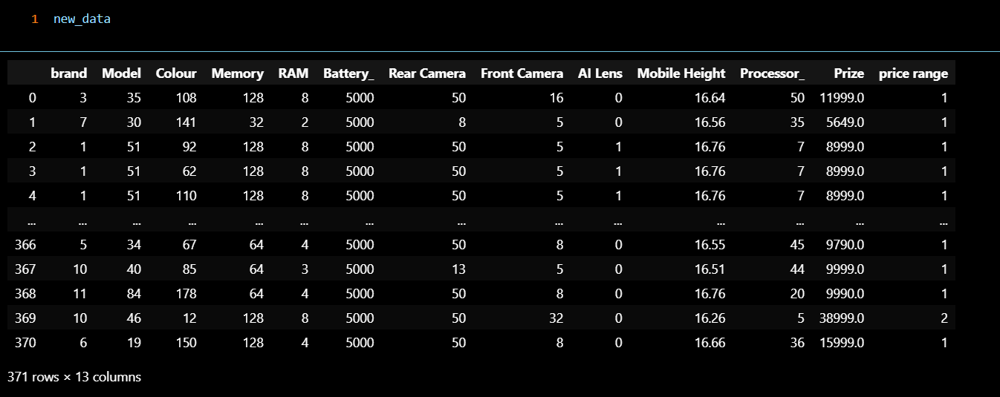 1 new_data
brand Model Colour Memory RAM Battery_ Rear Camera Front Camera AI Lens Mobile Height Processor_ Prize price range
0 3 35 108 128 8 5000 50 16 0 16.64 50 11999.0 1
1 7 30 141 32 2 5000 8 5 0 16.56 35 5649.0 1
2 1 51 92 128 8 5000 50 5 1 16.76 7 8999.0 1
3 1 51 62 128 8 5000 50 5 1 16.76 7 8999.0 1
4 1 51 110 128 8 5000 50 5 1 16.76 7 8999.0 1
... ... ... ... ... ... ... ... ... ... ... ... ... ...
366 5 34 67 64 4 5000 50 8 0 16.55 45 9790.0 1
367 10 40 85 64 3 5000 13 5 0 16.51 44 9999.0 1
368 11 84 178 64 4 5000 50 8 0 16.76 20 9990.0 1
369 10 46 12 128 8 5000 50 32 0 16.26 5 38999.0 2
370 6 19 150 128 4 5000 50 8 0 16.66 36 15999.0 1
371 rows × 13 columns